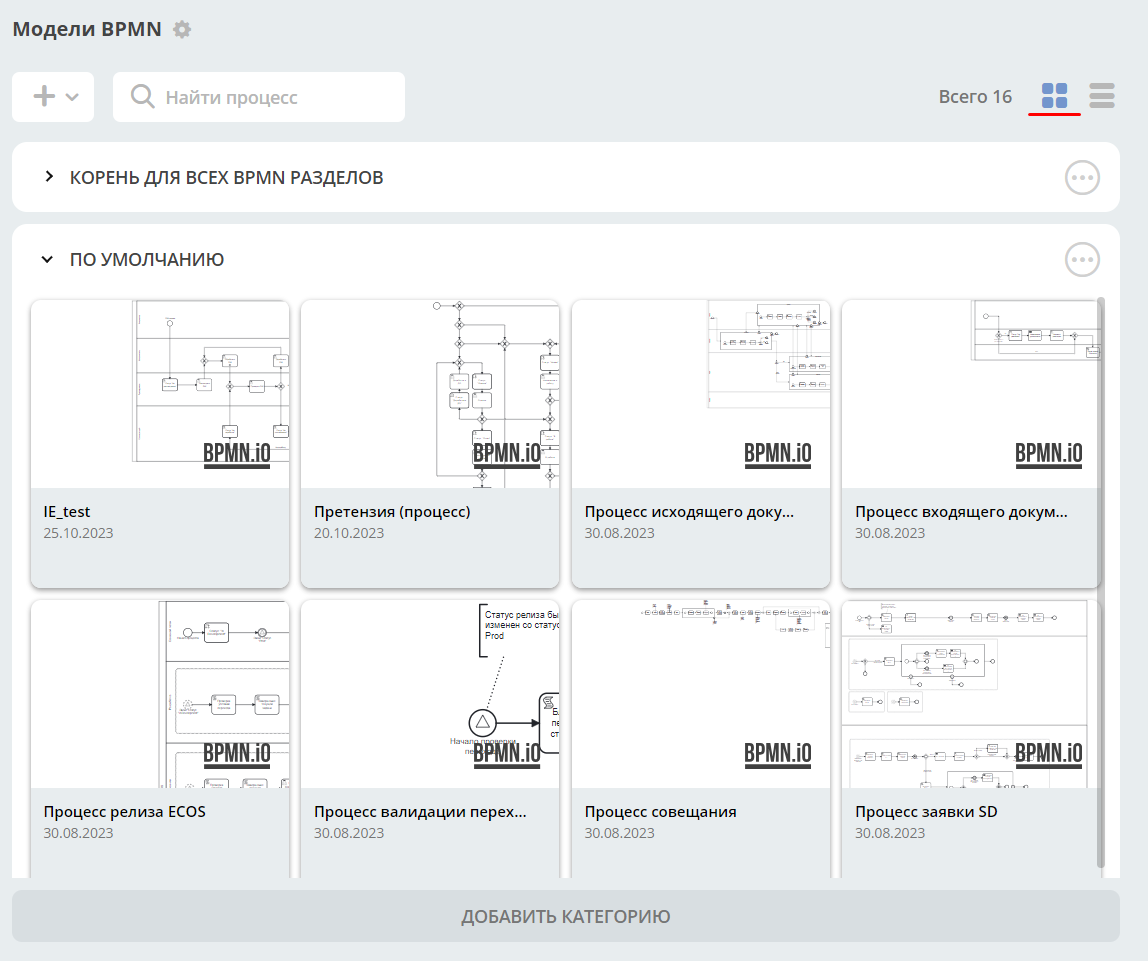 Модели BPMN
Найти процесс
Всего 16
КОРЕНЬ ДЛЯ ВСЕХ BPMN РАЗДЕЛОВ
ПО УМОЛЧАНИЮ
BPMN.iO
BPMN.iO
BPMN.iO
BPMN.iO
IE_test
25.10.2023
Претензия (процесс)
20.10.2023
Процесс исходящего доку...
30.08.2023
Процесс входящего докум...
30.08.2023
Статус релиза бы
изменен со статус
Prod
Начало проверки
BPMN.iO
BPMN.iO
BPMN.iO
BPMN.iO
Процесс релиза ECOS
30.08.2023
Процесс валидации перех...
30.08.2023
Процесс совещания
30.08.2023
Процесс заявки SD
30.08.2023
ДОБАВИТЬ КАТЕГОРИЮ